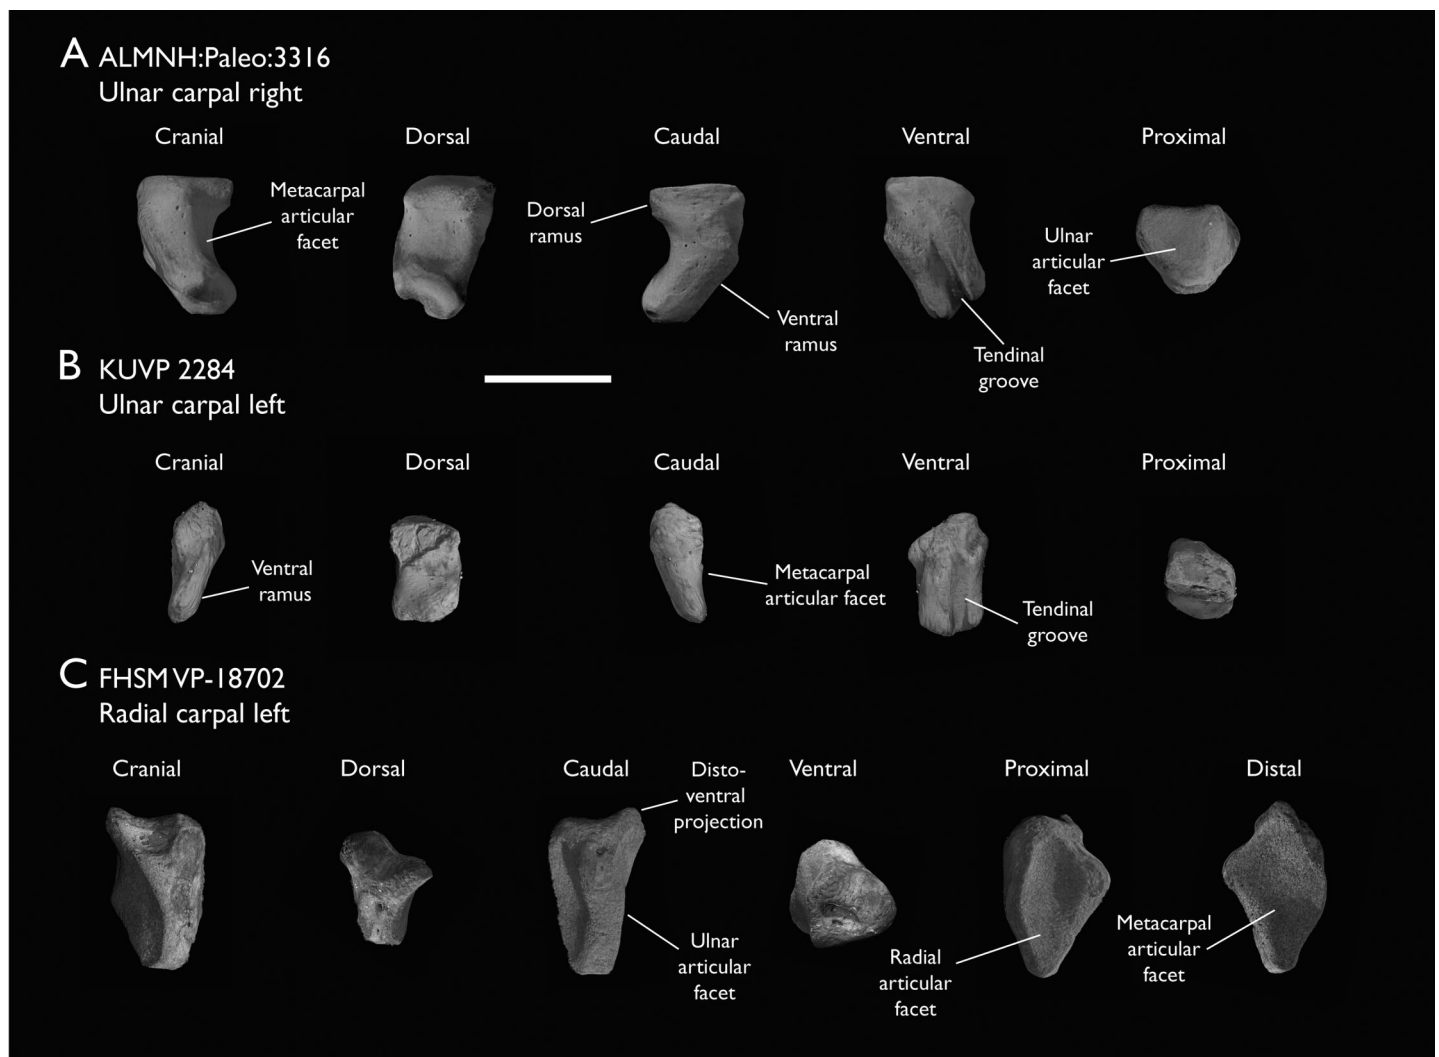 A ALMNH:Paleo:3316
Ulnar carpal right
Cranial
Dorsal
Caudal
Ventral
Proximal
Metacarpal
articular
facet
Dorsal
ramus
Ulnar
articular
facet
Ventral
ramus
Tendinal
groove
B KUVP 2284
Ulnar carpal left
Cranial
Dorsal
Caudal
Ventral
Proximal
Ventral
ramus
Metacarpal
articular facet
Tendinal
groove
C FHSM VP-18702
Radial carpal left
Cranial
Dorsal
Caudal
Disto-
ventral
projection
Ventral
Proximal
Distal
Ulnar
articular
facet
Radial
articular
facet
Metacarpal
articular
facet